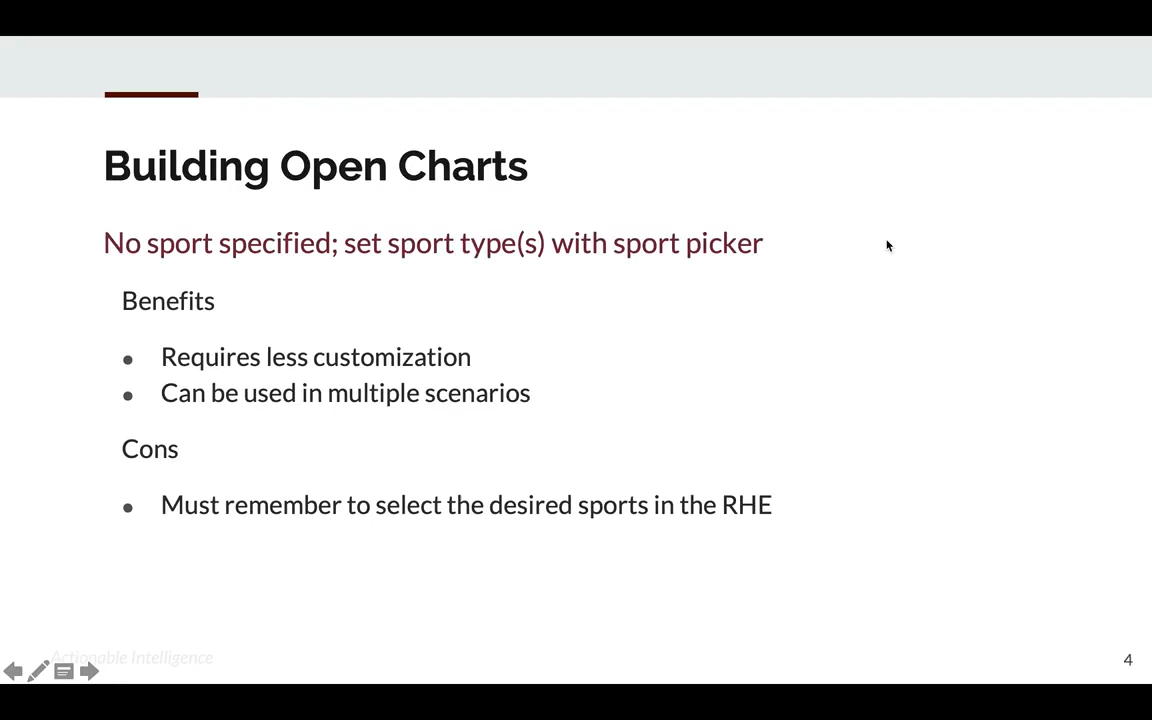 Building Open Charts
No sport specified; set sport type(s) with sport picker
Benefits
● Requires less customization
● Can be used in multiple scenarios
Cons
● Must remember to select the desired sports in the RHE
Actionable Intelligence
4